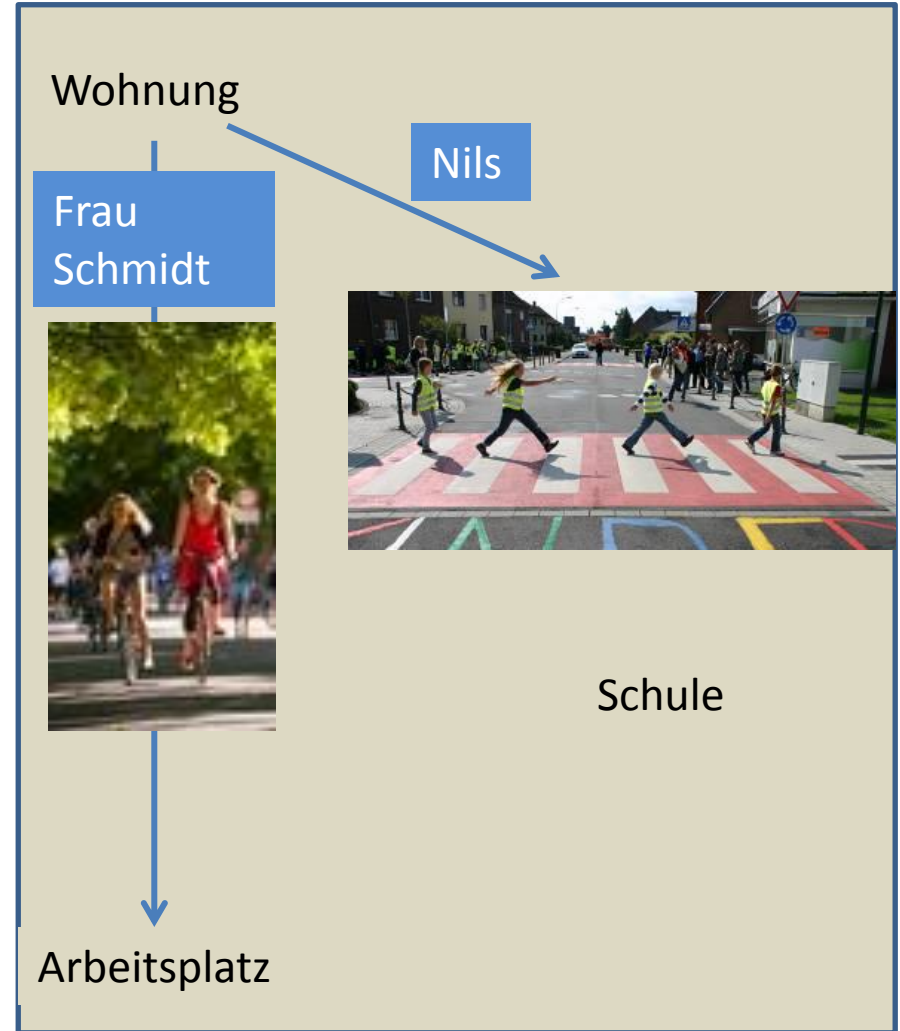 Wohnung
Nils
Frau
Schmidt
Schule
Arbeitsplatz